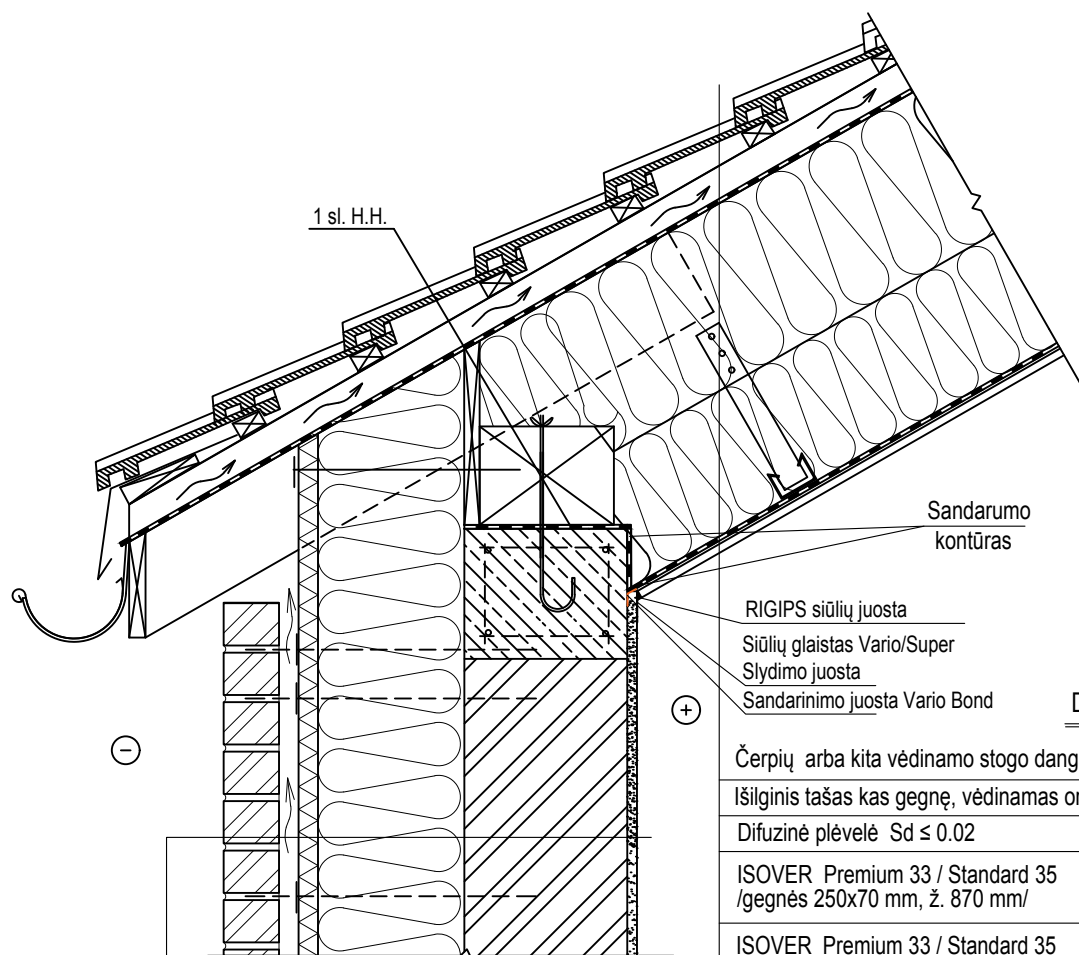 1 sl. H.H.
Sandarumo
kontūras
RIGIPS siūlių juosta
Siūlių glaistas Vario/Super
Slydimo juosta
Sandarinimo juosta Vario Bond
D
Čerpių arba kita vėdinamo stogo dang
Išilginis tašas kas gegnę, vėdinamas or
Difuzinė plėvelė Sd ≤ 0.02
ISOVER Premium 33 / Standard 35
/gegnės 250x70 mm, ž. 870 mm/
ISOVER Premium 33 / Standard 35